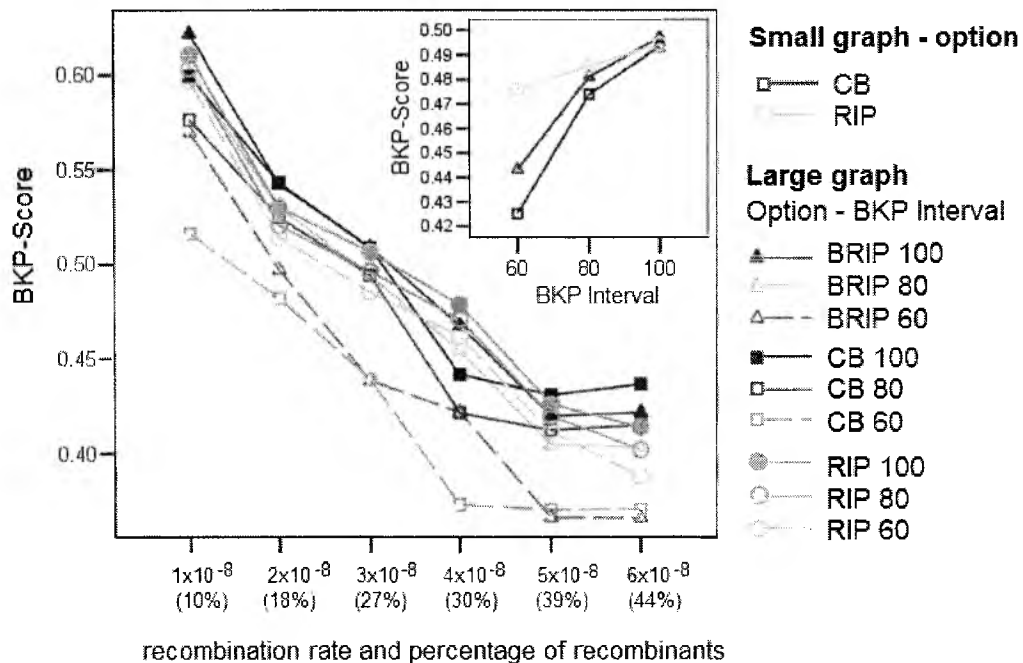 0.60
0.55
0.50
0.45
0.40
BKP-Score
0.50
0.49
0.48
0.47
0.46
0.45
0.44
0.43
0.42
BKP-Score
60 80 100
BKP Interval
1x10⁻⁸ 2x10⁻⁸ 3x10⁻⁸ 4x10⁻⁸ 5x10⁻⁸ 6x10⁻⁸
(10%) (18%) (27%) (30%) (39%) (44%)
recombination rate and percentage of recombinants
Small graph - option
CB
RIP
Large graph
Option - BKP Interval
BRIP 100
BRIP 80
BRIP 60
CB 100
CB 80
CB 60
RIP 100
RIP 80
RIP 60